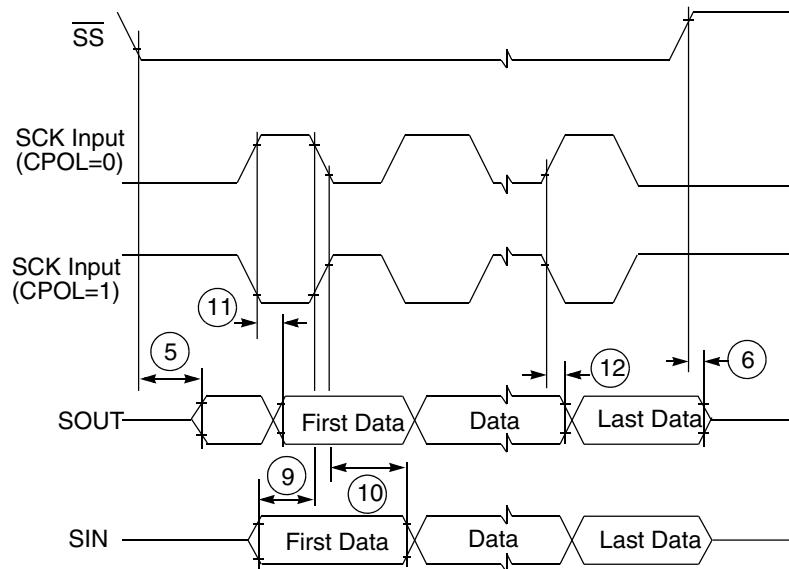 SS
SCK Input
(CPOL=0)
SCK Input
(CPOL=1)
11
5
12
6
SOUT
First Data
Data
Last Data
9
10
SIN
First Data
Data
Last Data